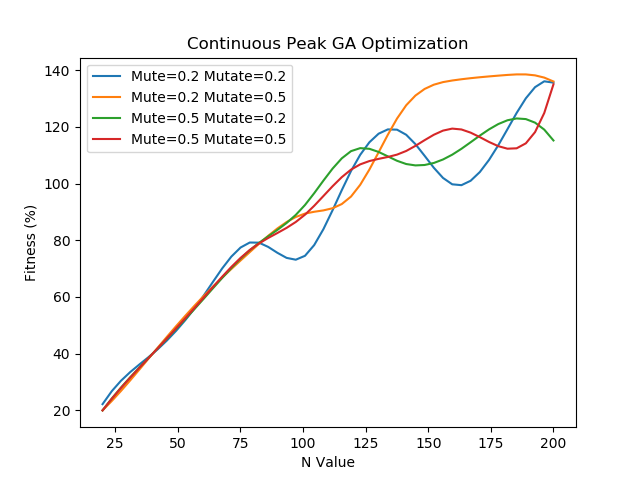 Continuous Peak GA Optimization
Mute=0.2 Mutate=0.2
Mute=0.2 Mutate=0.5
Mute=0.5 Mutate=0.2
Mute=0.5 Mutate=0.5
140
120
100
80
60
40
20
Fitness (%)
25 50 75 100 125 150 175 200
N Value